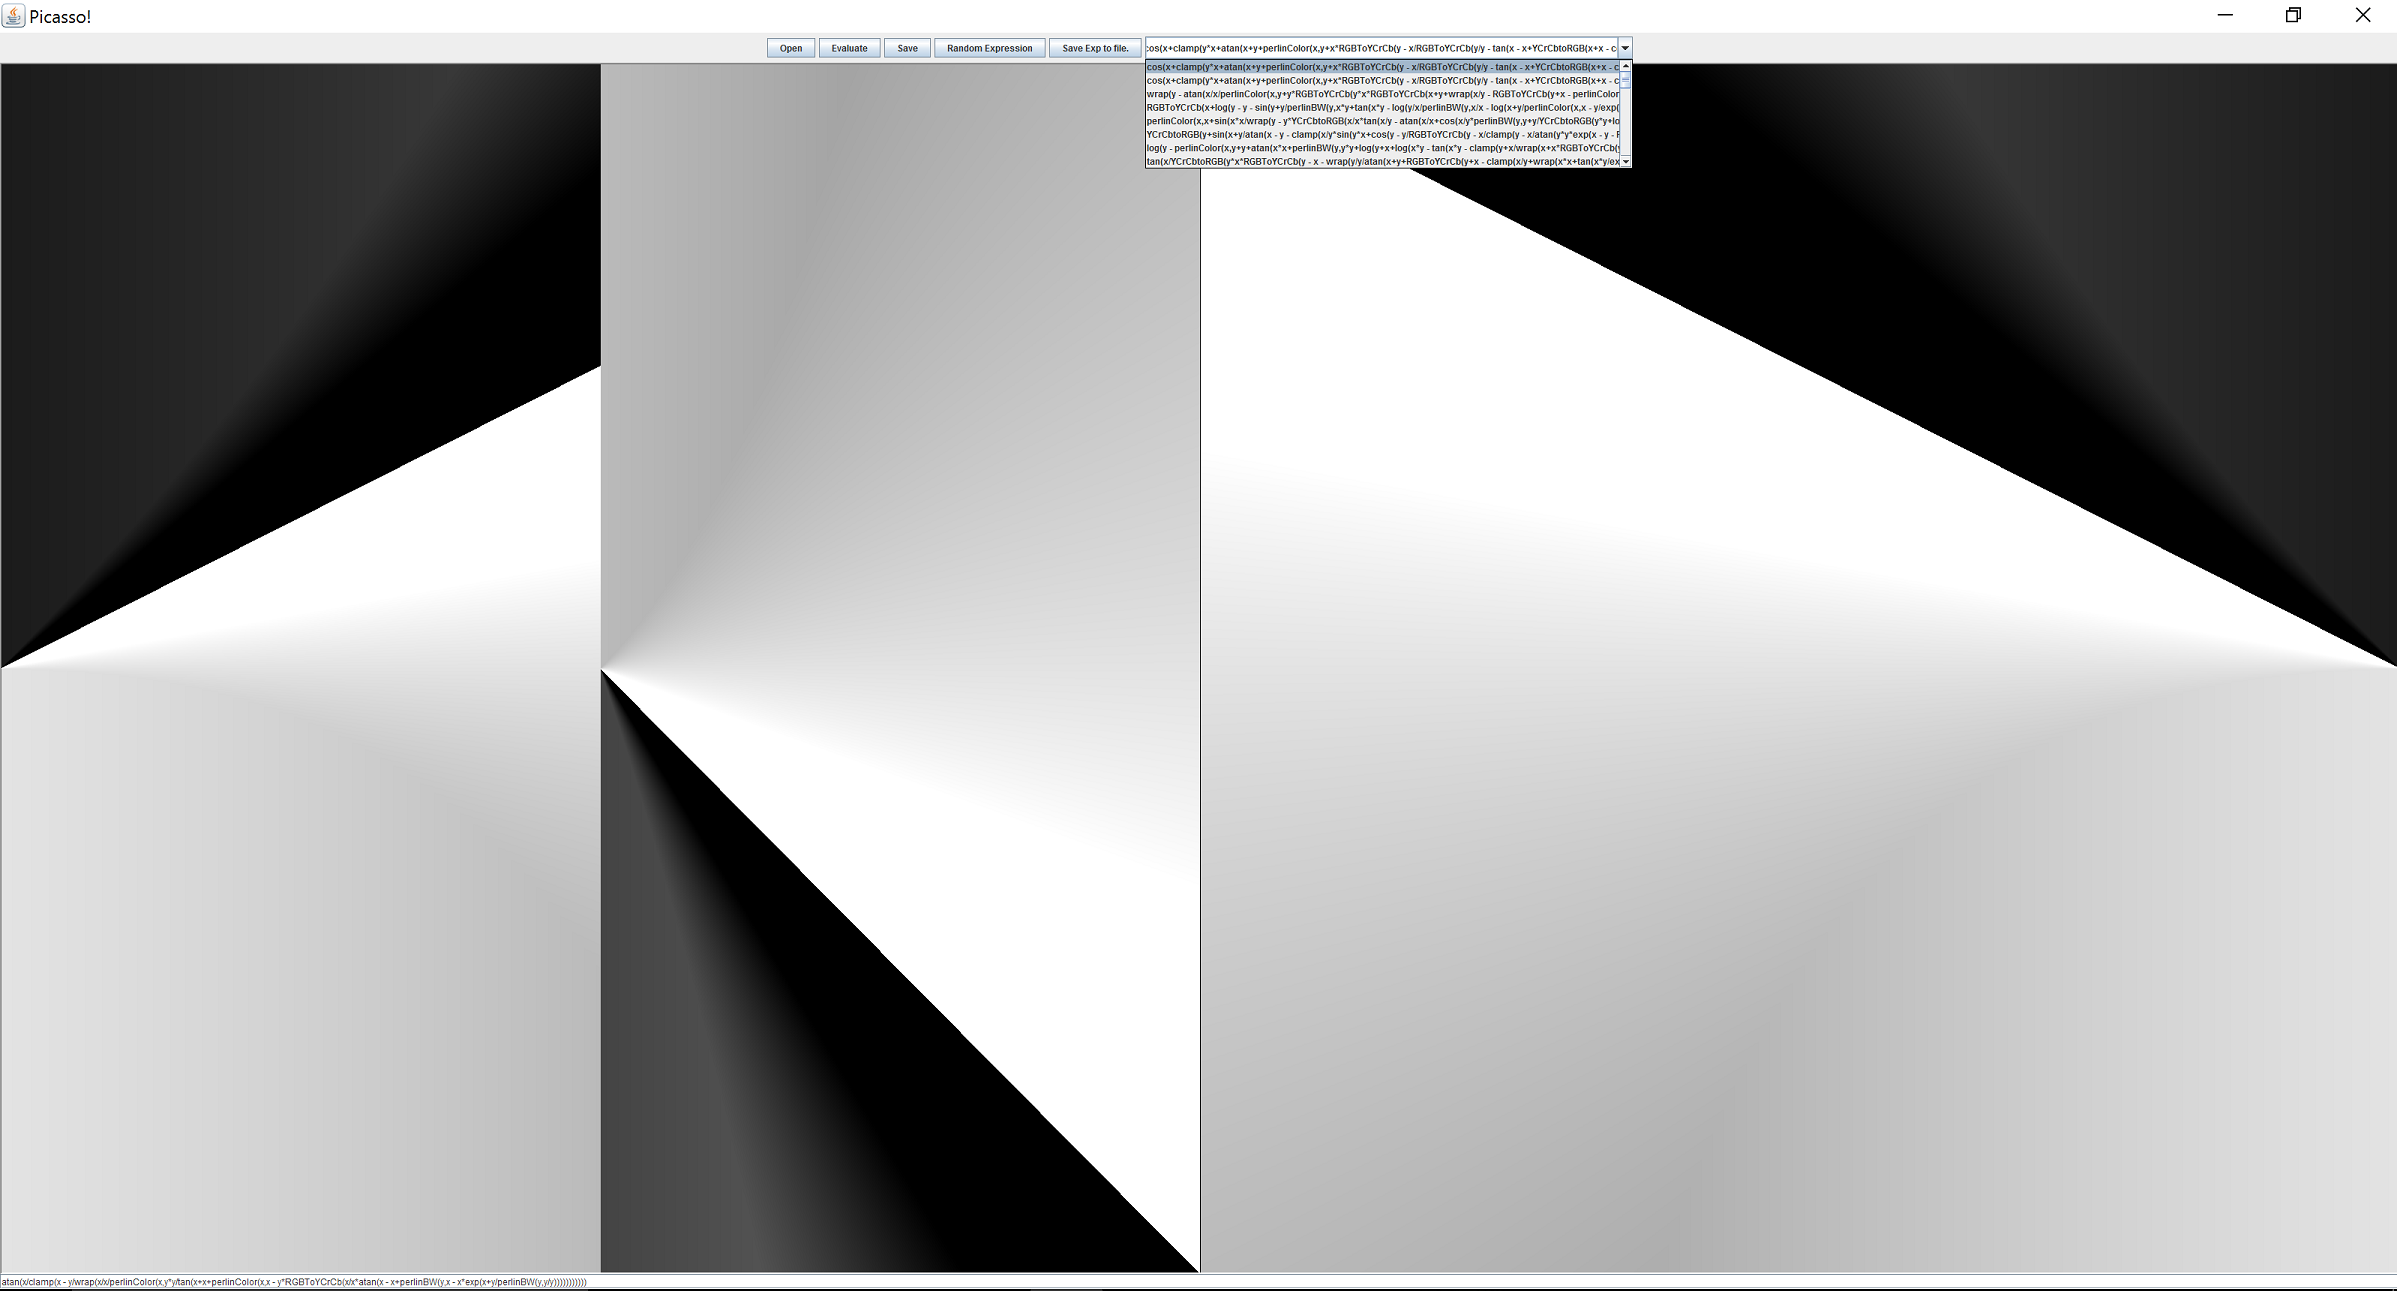 Picasso!
Open Evaluate Save Random Expression Save Exp to file. cos(x+clamp(y*x+atan(x+y+perlinColor(x,y+x*RGBToYCrCb(y - x/RGBToYCrCb(y/y - tan(x - x+YCrCbtoRGB(x+x - c
cos(x+clamp(y*x+atan(x+y+perlinColor(x,y+x*RGBToYCrCb(y - x/RGBToYCrCb(y/y - tan(x - x+YCrCbtoRGB(x+x - c
cos(x+clamp(y*x+atan(x+y+perlinColor(x,y+x*RGBToYCrCb(y - x/RGBToYCrCb(y/y - tan(x - x+YCrCbtoRGB(x+x - c
wrap(y - atan(x/x/perlinColor(x,y+y*RGBToYCrCb(y*x*RGBToYCrCb(x+y+wrap(x/y - RGBToYCrCb(y+x - perlinColor
RGBToYCrCb(x+log(y - y - sin(y+y/perlinBW(y,x*y+tan(x*y - log(y/x/perlinBW(y,x/x - log(x+y/perlinColor(x,x - y/exp(
perlinColor(x,x+sin(x*x/wrap(y - y*YCrCbtoRGB(x/x*tan(x/y - atan(x/x+cos(x/y*perlinBW(y,y+y/YCrCbtoRGB(y*y+lo
YCrCbtoRGB(y+sin(x+y/atan(x - y - clamp(x/y*sin(y*x+cos(y - y/RGBToYCrCb(y - x/clamp(y - x/atan(y*y*exp(x - y - F
log(y - perlinColor(x,y+y+atan(x*x+perlinBW(y,y*y+log(y+x+log(x*y - tan(x*y - clamp(y+x/wrap(x+x*RGBToYCrCb(y
tan(x/YCrCbtoRGB(y*x*RGBToYCrCb(y - x - wrap(y/y/atan(x+y+RGBToYCrCb(y+x - clamp(x/y+wrap(x*x+tan(x*y/ex
atan(x/clamp(x - y/wrap(x/x/perlinColor(x,y*y/tan(x+x+perlinColor(x,x - y*RGBToYCrCb(x/x*atan(x - x+perlinBW(y,x - x*exp(x+y/perlinBW(y,y/y)))))))))))